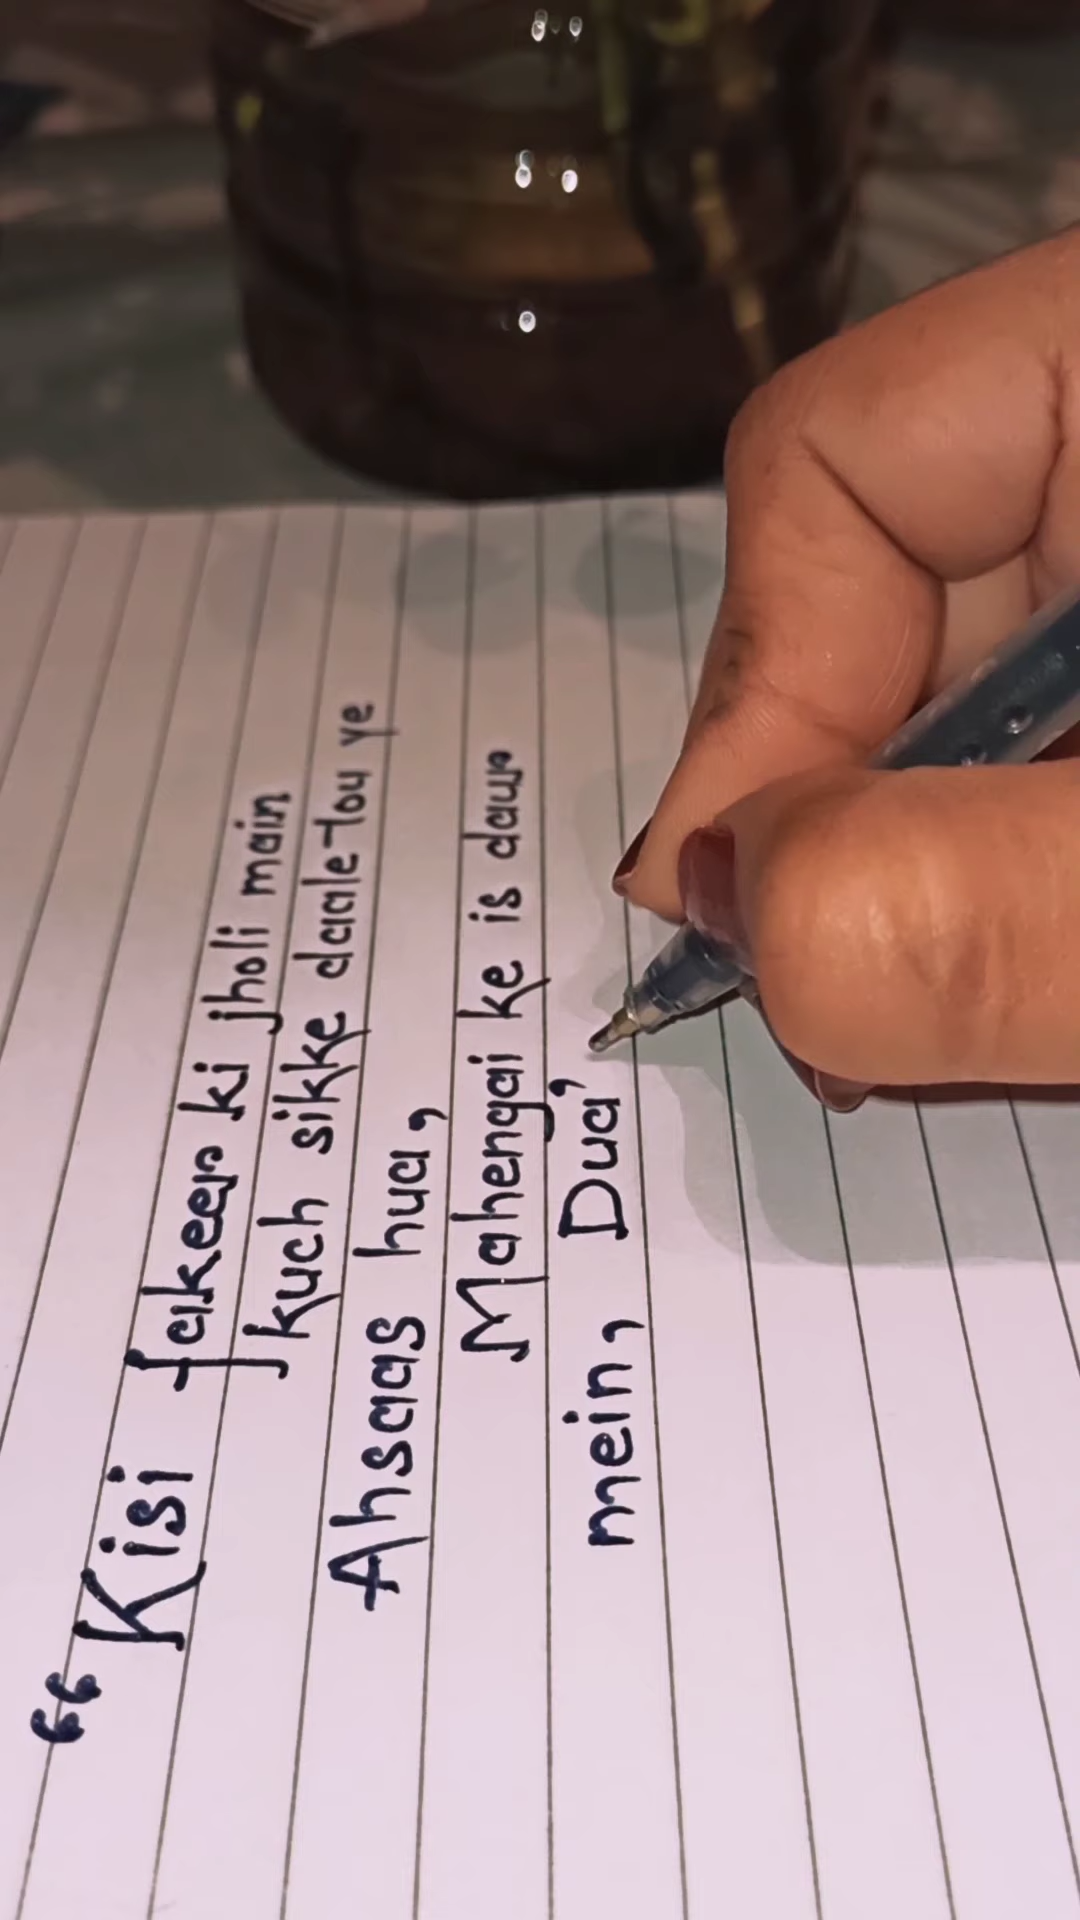 “Kisi fakeer ki jholi main
kuch sikke daale tou ye
Ahsaas hua,
Mahengai ke is daur
mein, Dua,